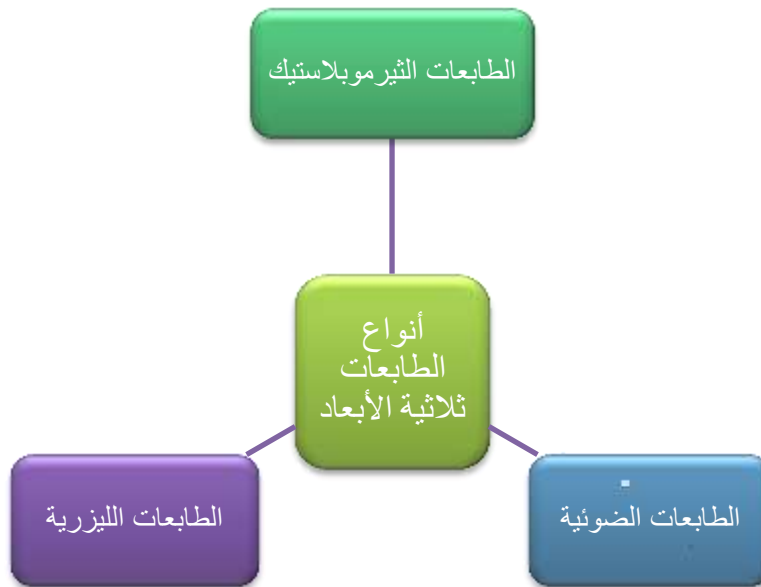 الطابعات الثيرموبلاستيك
أنواع
الطابعات
ثلاثية الأبعاد
الطابعات الضوئية
الطابعات الليزرية